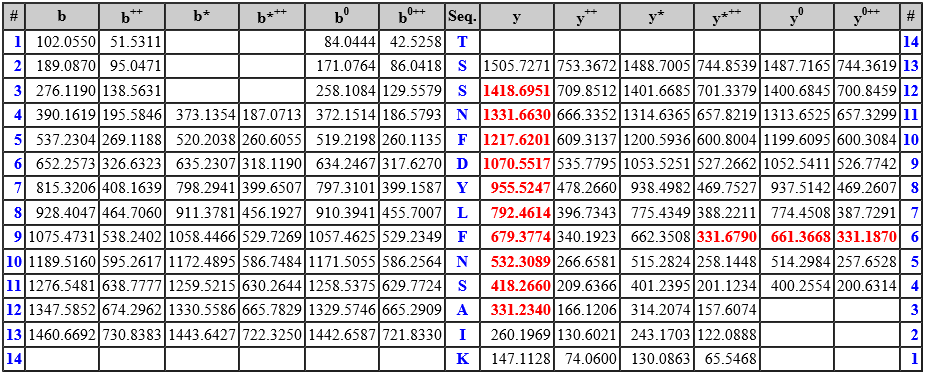 # b b++ b* b*++ b0 b0++ Seq. y y++ y* y*++ y0 y0++ #
1 102.0550 51.5311 84.0444 42.5258 T 14
2 189.0870 95.0471 171.0764 86.0418 S 1505.7271 753.3672 1488.7005 744.8539 1487.7165 744.3619 13
3 276.1190 138.5631 258.1084 129.5579 S 1418.6951 709.8512 1401.6685 701.3379 1400.6845 700.8459 12
4 390.1619 195.5846 373.1354 187.0713 372.1514 186.5793 N 1331.6630 666.3352 1314.6365 657.8219 1313.6525 657.3299 11
5 537.2304 269.1188 520.2038 260.6055 519.2198 260.1135 F 1217.6201 609.3137 1200.5936 600.8004 1199.6095 600.3084 10
6 652.2573 326.6323 635.2307 318.1190 634.2467 317.6270 D 1070.5517 535.7795 1053.5251 527.2662 1052.5411 526.7742 9
7 815.3206 408.1639 798.2941 399.6507 797.3101 399.1587 Y 955.5247 478.2660 938.4982 469.7527 937.5142 469.2607 8
8 928.4047 464.7060 911.3781 456.1927 910.3941 455.7007 L 792.4614 396.7343 775.4349 388.2211 774.4508 387.7291 7
9 1075.4731 538.2402 1058.4466 529.7269 1057.4625 529.2349 F 679.3774 340.1923 662.3508 331.6790 661.3668 331.1870 6
10 1189.5160 595.2617 1172.4895 586.7484 1171.5055 586.2564 N 532.3089 266.6581 515.2824 258.1448 514.2984 257.6528 5
11 1276.5481 638.7777 1259.5215 630.2644 1258.5375 629.7724 S 418.2660 209.6366 401.2395 201.1234 400.2554 200.6314 4
12 1347.5852 674.2962 1330.5586 665.7829 1329.5746 665.2909 A 331.2340 166.1206 314.2074 157.6074 3
13 1460.6692 730.8383 1443.6427 722.3250 1442.6587 721.8330 I 260.1969 130.6021 243.1703 122.0888 2
14 K 147.1128 74.0600 130.0863 65.5468 1